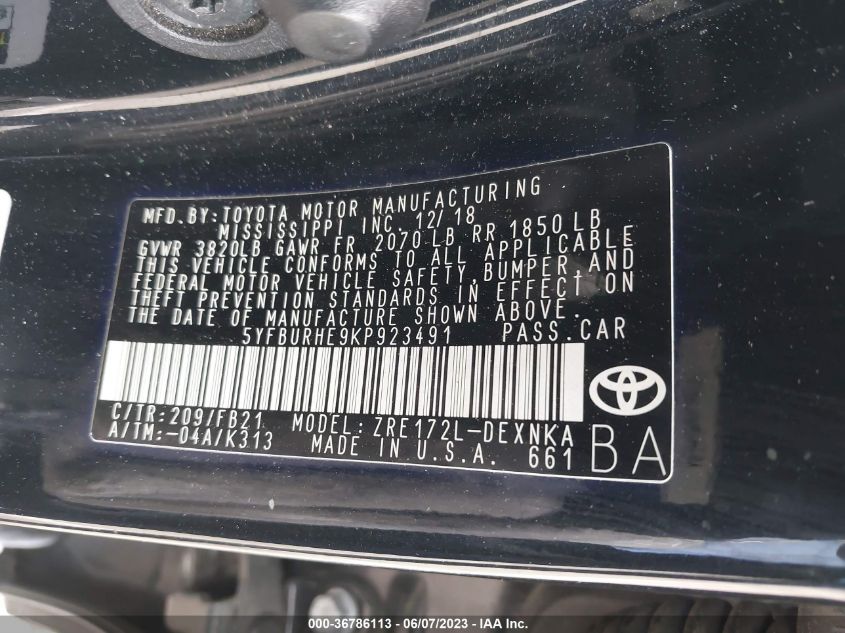 MFD.BY:TOYOTA MOTOR MANUFACTURING
MISSISSIPPI INC. 12/18
GVWR 3820LB GAWR FR 2070LB RR 1850LB
THIS VEHICLE CONFORMS TO ALL APPLICABLE
FEDERAL MOTOR VEHICLE SAFETY,BUMPER,AND
THEFT PREVENTION STANDARDS IN EFFECT ON
THE DATE OF MANUFACTURE SHOWN ABOVE.
5YFBURHE9KP923491 PASS.CAR
C/TR:209/FB21 MODEL:ZRE172L-DEXNKA
A/TM:-04A/K313 MADE IN U.S.A. 661 BA
000-36786113 - 06/07/2023 - IAA Inc.